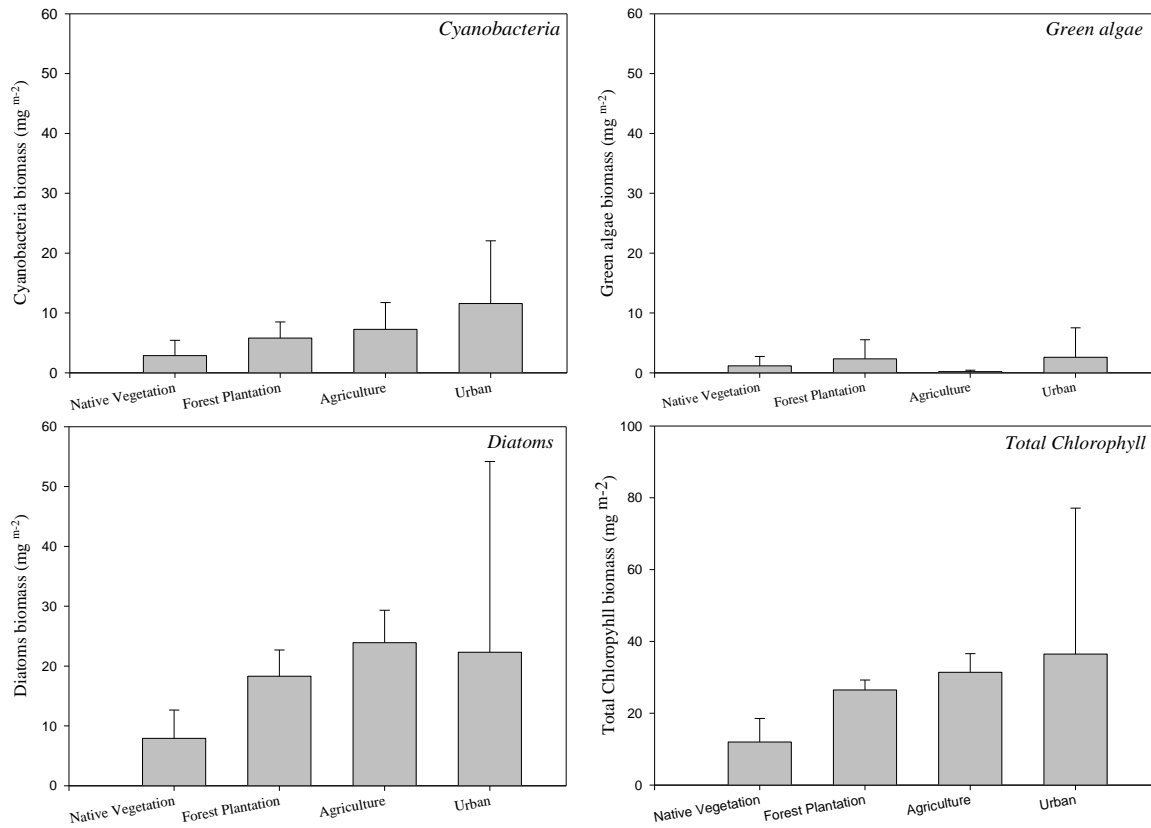 Cyanobacteria
Cyanobacteria biomass (mg m-2)
60
50
40
30
20
10
0
Native Vegetation
Forest Plantation
Agriculture
Urban
Green algae
Green algae biomass (mg m-2)
60
50
40
30
20
10
0
Native Vegetation
Forest Plantation
Agriculture
Urban
Diatoms
Diatoms biomass (mg m-2)
60
50
40
30
20
10
0
Native Vegetation
Forest Plantation
Agriculture
Urban
Total Chlorophyll
Total Chloropyhll biomass (mg m-2)
100
80
60
40
20
0
Native Vegetation
Forest Plantation
Agriculture
Urban